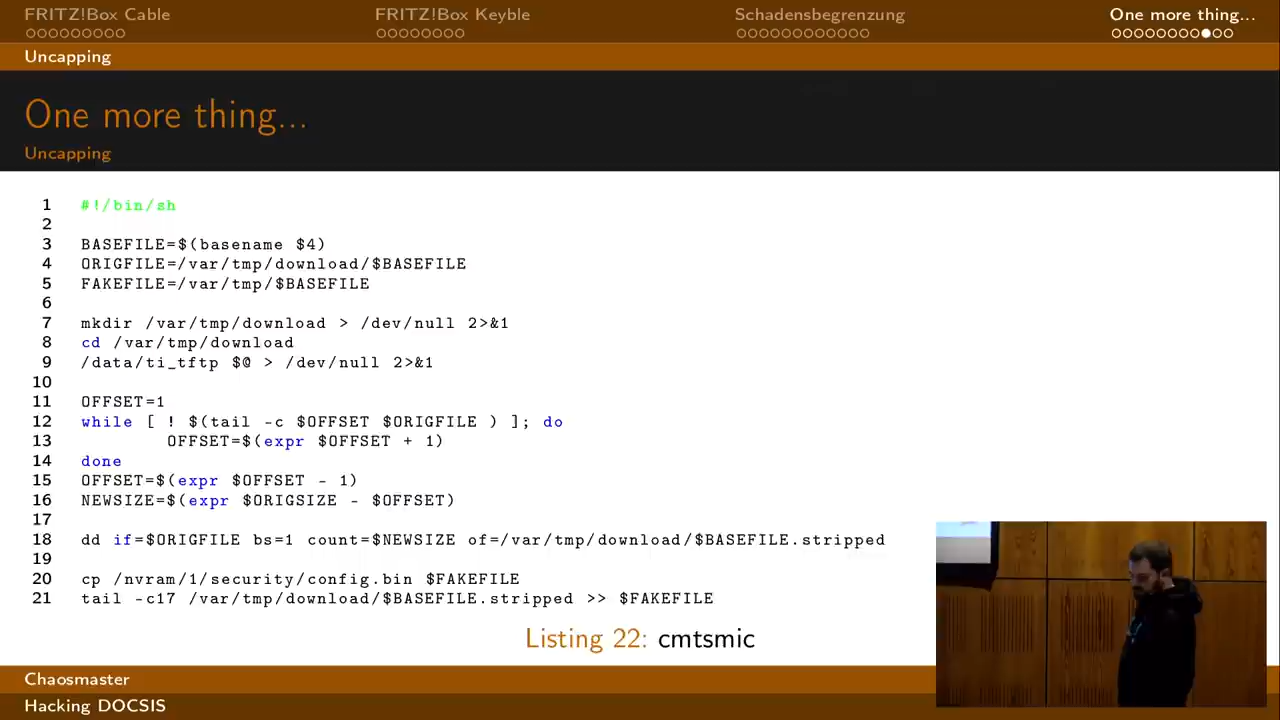 FRITZ!Box Cable
FRITZ!Box Keyble
Schadensbegrenzung
One more thing...
Uncapping
One more thing...
Uncapping
1 #!/bin/sh
2
3 BASEFILE=$(basename $4)
4 ORIGFILE=/var/tmp/download/$BASEFILE
5 FAKEFILE=/var/tmp/$BASEFILE
6
7 mkdir /var/tmp/download > /dev/null 2>&1
8 cd /var/tmp/download
9 /data/ti_tftp $@ > /dev/null 2>&1
10
11 OFFSET=1
12 while [ ! $(tail -c $OFFSET $ORIGFILE ) ]; do
13 OFFSET=$(expr $OFFSET + 1)
14 done
15 OFFSET=$(expr $OFFSET - 1)
16 NEWSIZE=$(expr $ORIGSIZE - $OFFSET)
17
18 dd if=$ORIGFILE bs=1 count=$NEWSIZE of=/var/tmp/download/$BASEFILE.stripped
19
20 cp /nvram/1/security/config.bin $FAKEFILE
21 tail -c17 /var/tmp/download/$BASEFILE.stripped >> $FAKEFILE
Listing 22: cmtsmic
Chaosmaster
Hacking DOCSIS